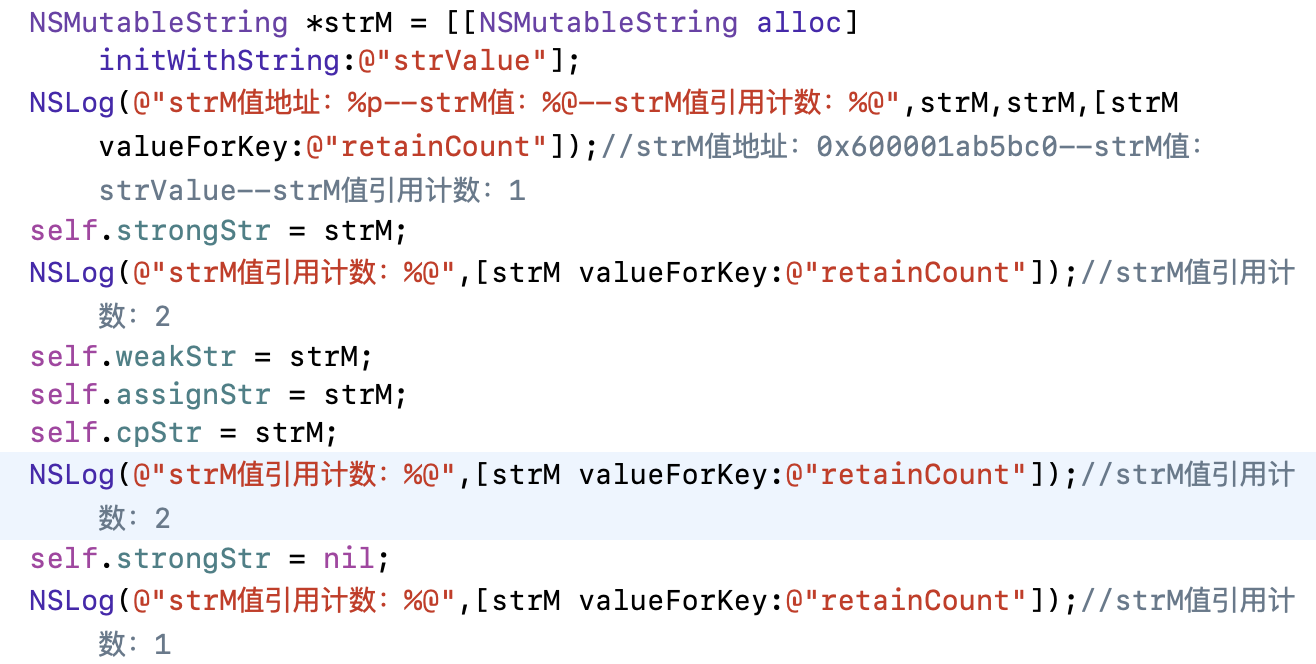 NSMutableString *strM = [[NSMutableString alloc]
initWithString:@"strValue"];
NSLog(@"strM值地址：%p--strM值：%@--strM值引用计数：%@",strM,strM,[strM
valueForKey:@"retainCount"]);//strM值地址：0x600001ab5bc0--strM值：
strValue--strM值引用计数：1
self.strongStr = strM;
NSLog(@"strM值引用计数：%@",[strM valueForKey:@"retainCount"]);//strM值引用计
数：2
self.weakStr = strM;
self.assignStr = strM;
self.cpStr = strM;
NSLog(@"strM值引用计数：%@",[strM valueForKey:@"retainCount"]);//strM值引用计
数：2
self.strongStr = nil;
NSLog(@"strM值引用计数：%@",[strM valueForKey:@"retainCount"]);//strM值引用计
数：1